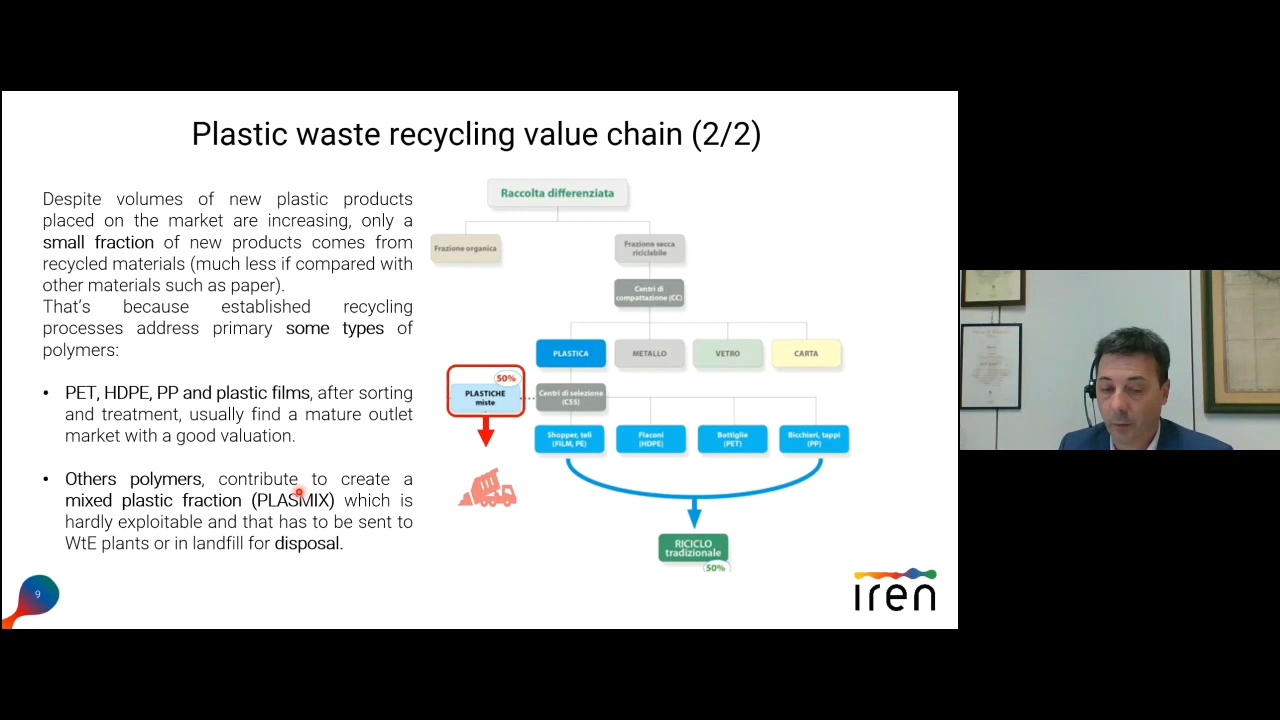 Plastic waste recycling value chain (2/2)
Despite volumes of new plastic products
placed on the market are increasing, only a
small fraction of new products comes from
recycled materials (much less if compared with
other materials such as paper).
That's because established recycling
processes address primary some types of
polymers:
• PET, HDPE, PP and plastic films, after sorting
and treatment, usually find a mature outlet
market with a good valuation.
• Others polymers, contribute to create a
mixed plastic fraction (PLASMIX) which is
hardly exploitable and that has to be sent to
WtE plants or in landfill for disposal.
Raccolta differenziata
Frazione organica
Frazione secca
riciclabile
Centri di
compattazione (CC)
PLASTICA
METALLO
VETRO
CARTA
50%
PLASTICHE
miste
Centri di selezione
(CSS)
Shopper, teli
(FILM, PE)
Flaconi
(HDPE)
Bottiglie
(PET)
Bicchieri, tappi
(PP)
RICICLO
tradizionale
50%
9
iren